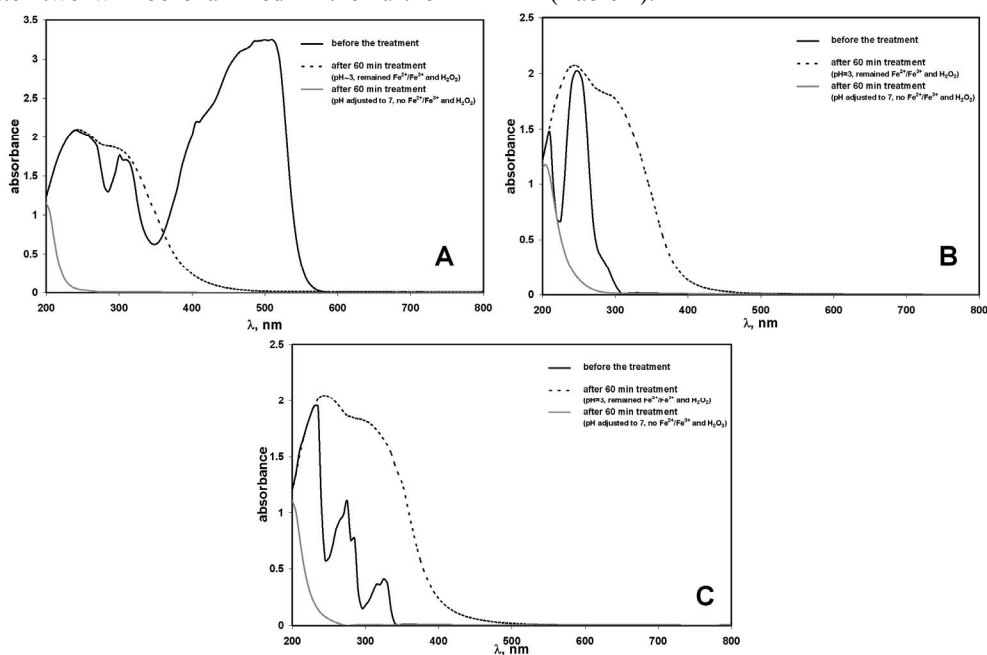 (
).
3.5
3
2.5
2
1.5
1
0.5
0
absorbance
200 300 400 500 600 700 800
λ, nm
before the treatment
after 60 min treatment
(pH~3, remained Fe²⁺/Fe³⁺ and H₂O₂)
after 60 min treatment
(pH adjusted to 7, no Fe²⁺/Fe³⁺ and H₂O₂)
A
2.5
2
1.5
1
0.5
0
absorbance
200 300 400 500 600 700 800
λ, nm
before the treatment
after 60 min treatment
(pH≈3, remained Fe²⁺/Fe³⁺ and H₂O₂)
after 60 min treatment
(pH adjusted to 7, no Fe²⁺/Fe³⁺ and H₂O₂)
B
2.5
2
1.5
1
0.5
0
absorbance
200 300 400 500 600 700 800
λ, nm
before the treatment
after 60 min treatment
(pH≈3, remained Fe²⁺/Fe³⁺ and H₂O₂)
after 60 min treatment
(pH adjusted to 7, no Fe²⁺/Fe³⁺ and H₂O₂)
C